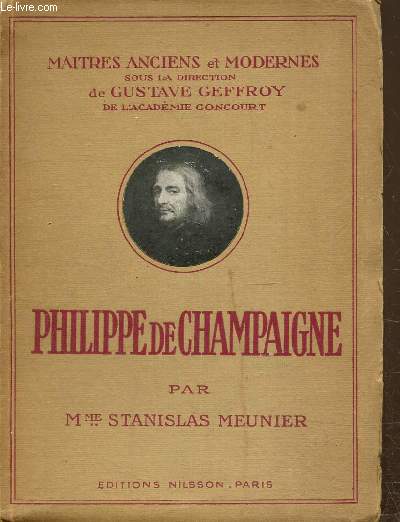 © Le-livre.com
MAITRES ANCIENS et MODERNES
SOUS LA DIRECTION
de GUSTAVE GEFFROY
DE L'ACADÉMIE GONCOURT
PHILIPPE DE CHAMPAIGNE
PAR
MME STANISLAS MEUNIER
EDITIONS NILSSON . PARIS